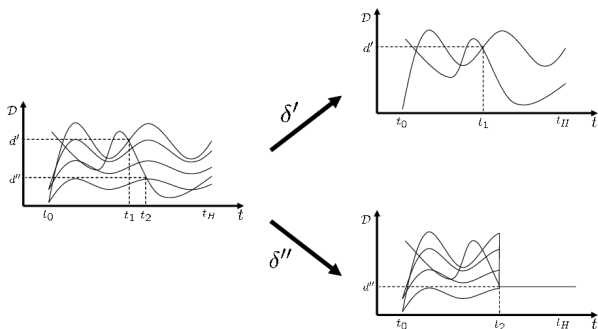 𝒟
d′
d″
t₀
t₁ t₂
t_H
t
δ′
δ″
𝒟
d′
t₀
t₁
t_H
t
𝒟
d″
t₀
t₂
t_H
t